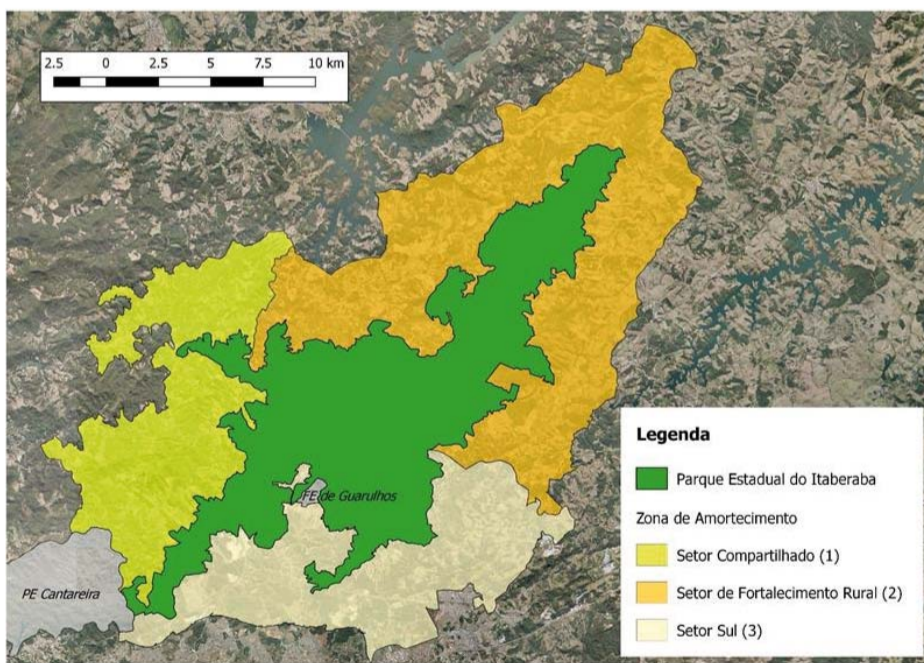 2.5 0 2.5 5 7.5 10 km
FE de Guarulhos
PE Cantareira
Legenda
Parque Estadual do Itaberaba
Zona de Amortecimento
Setor Compartilhado (1)
Setor de Fortalecimento Rural (2)
Setor Sul (3)